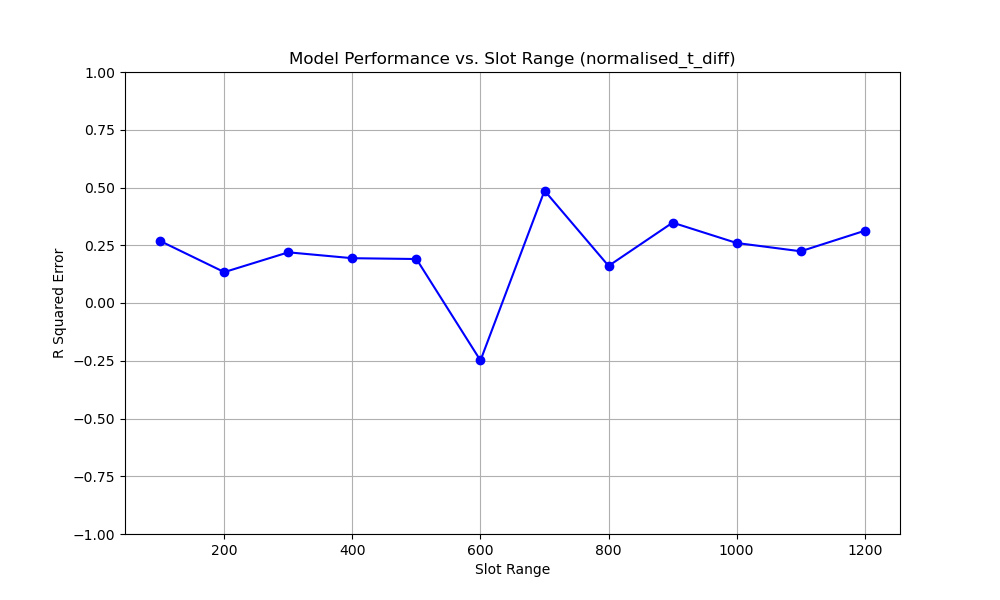 Model Performance vs. Slot Range (normalised_t_diff)
1.00
0.75
0.50
0.25
0.00
−0.25
−0.50
−0.75
−1.00
R Squared Error
200 400 600 800 1000 1200
Slot Range